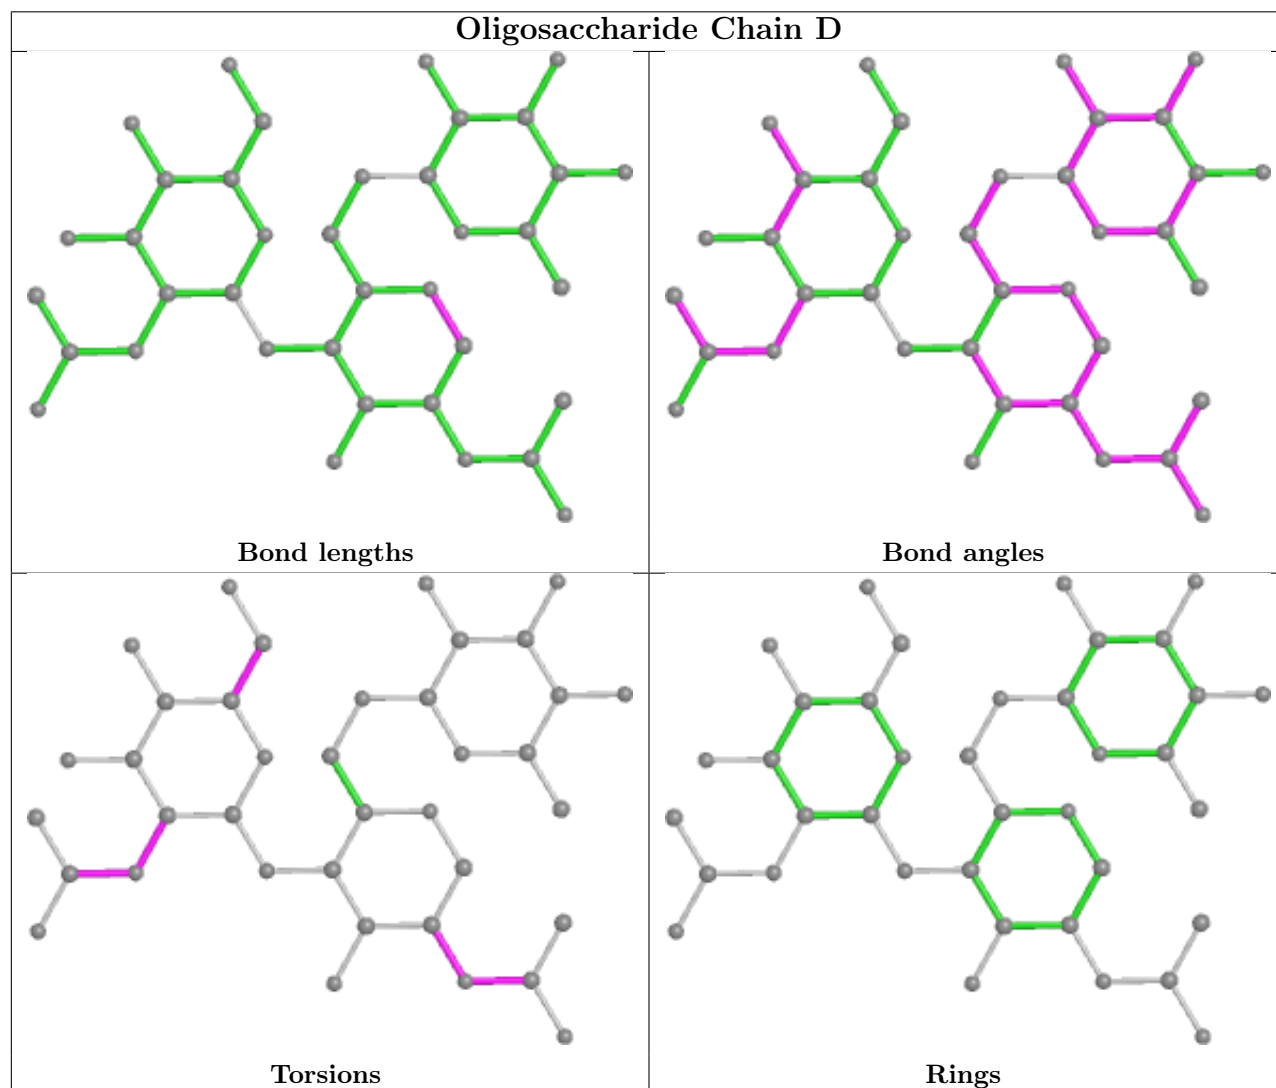 Oligosaccharide Chain D
Bond lengths
Bond angles
Torsions
Rings